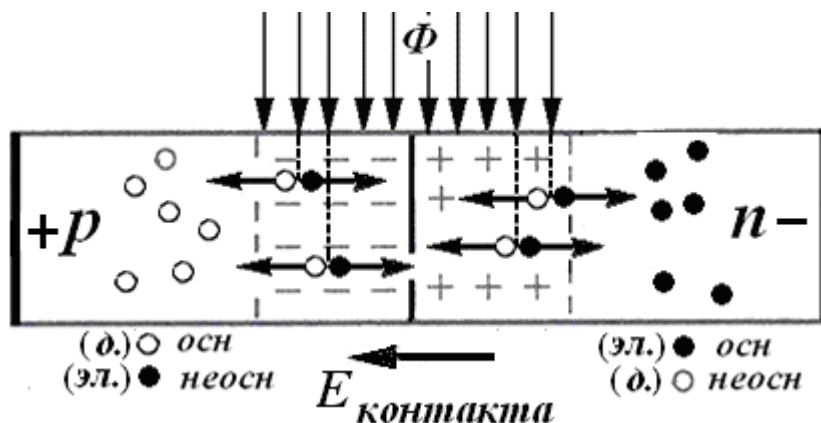 Ф
+p n−
(д.) осн (эл.) осн
(эл.) неосн (д.) неосн
E контакта